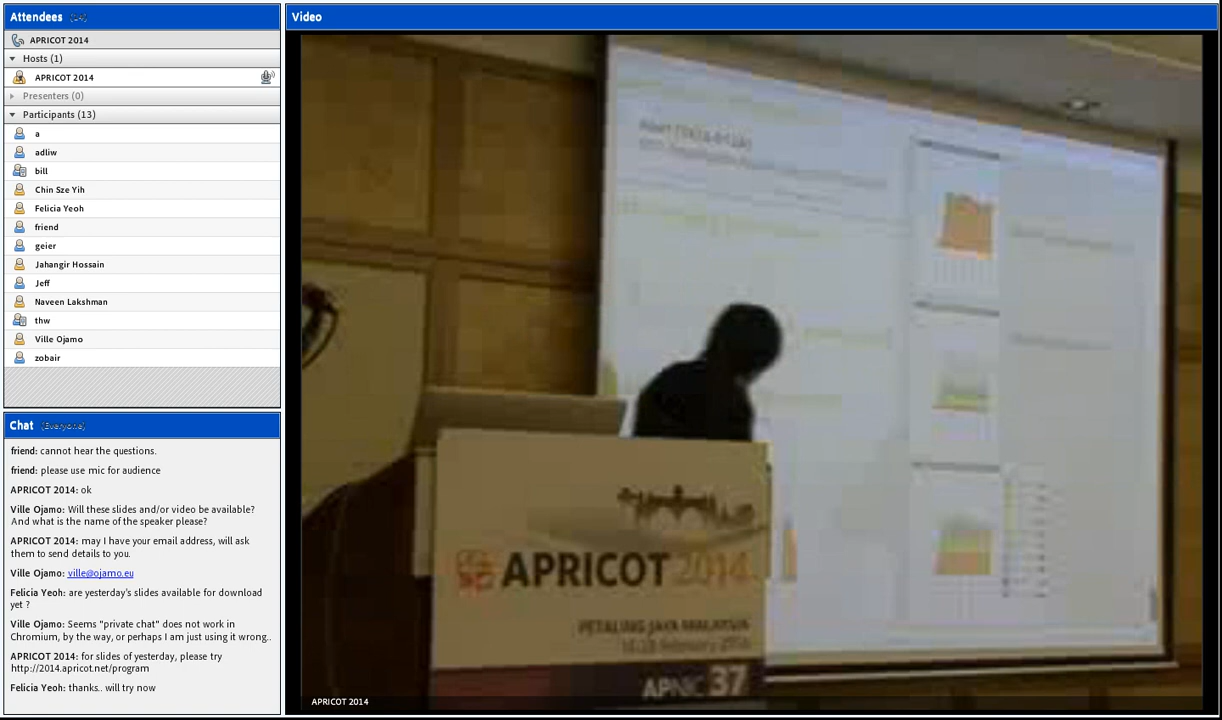 Attendees (14)
APRICOT 2014
Hosts (1)
APRICOT 2014
Presenters (0)
Participants (13)
a
adliw
bill
Chin Sze Yih
Felicia Yeoh
friend
geier
Jahangir Hossain
Jeff
Naveen Lakshman
thw
Ville Ojamo
zobair
Chat (Everyone)
friend: cannot hear the questions.
friend: please use mic for audience
APRICOT 2014: ok
Ville Ojamo: Will these slides and/or video be available?
And what is the name of the speaker please?
APRICOT 2014: may I have your email address, will ask
them to send details to you.
Ville Ojamo: ville@ojamo.eu
Felicia Yeoh: are yesterday's slides available for download
yet ?
Ville Ojamo: Seems "private chat" does not work in
Chromium, by the way, or perhaps I am just using it wrong..
APRICOT 2014: for slides of yesterday, please try
http://2014.apricot.net/program
Felicia Yeoh: thanks.. will try now
Video
APRICOT 2014
PETALING JAYA MALAYSIA
February 2014
APNIC 37
APRICOT 2014